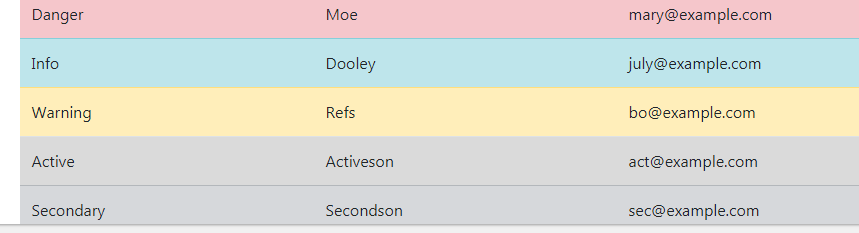 Danger Moe mary@example.com
Info Dooley july@example.com
Warning Refs bo@example.com
Active Activeson act@example.com
Secondary Secondson sec@example.com